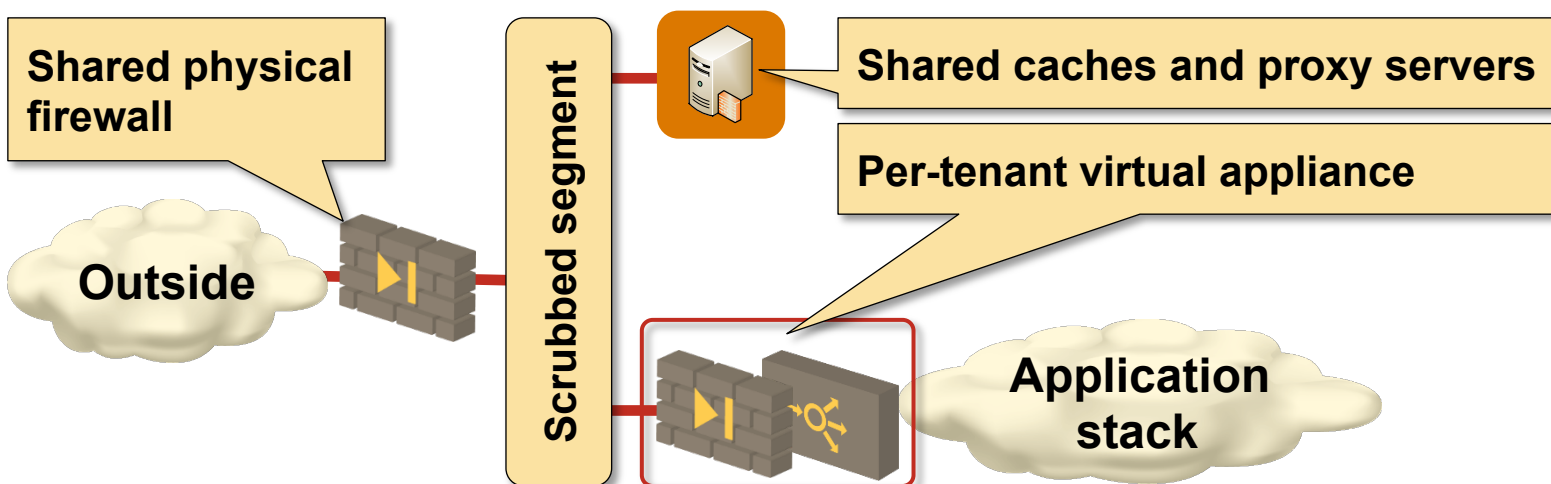 Shared physical
firewall
Outside
Scrubbed segment
Shared caches and proxy servers
Per-tenant virtual appliance
Application
stack